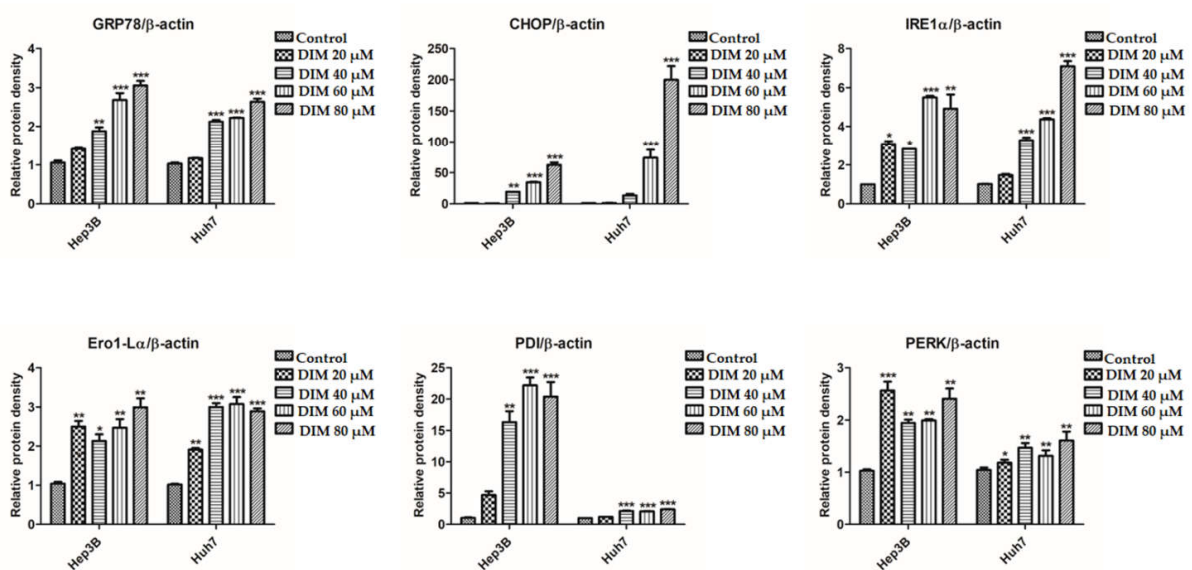 GRP78/β-actin
Relative protein density
4
3
2
1
0
**
***
***
***
***
***
Hep3B
Huh7
Control
DIM 20 μM
DIM 40 μM
DIM 60 μM
DIM 80 μM
CHOP/β-actin
Relative protein density
250
200
150
100
75
50
25
0
**
***
***
***
***
Hep3B
Huh7
Control
DIM 20 μM
DIM 40 μM
DIM 60 μM
DIM 80 μM
IRE1α/β-actin
Relative protein density
8
6
4
2
0
*
*
***
**
***
***
***
Hep3B
Huh7
Control
DIM 20 μM
DIM 40 μM
DIM 60 μM
DIM 80 μM
Ero1-Lα/β-actin
Relative protein density
4
3
2
1
0
**
*
**
**
**
***
***
***
Hep3B
Huh7
Control
DIM 20 μM
DIM 40 μM
DIM 60 μM
DIM 80 μM
PDI/β-actin
Relative protein density
25
20
15
10
5
0
**
***
***
***
***
***
Hep3B
Huh7
Control
DIM 20 μM
DIM 40 μM
DIM 60 μM
DIM 80 μM
PERK/β-actin
Relative protein density
3
2
1
0
***
**
**
**
*
**
**
**
Hep3B
Huh7
Control
DIM 20 μM
DIM 40 μM
DIM 60 μM
DIM 80 μM